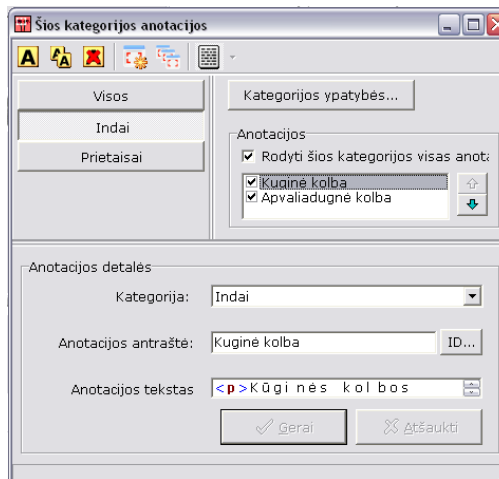 Šios kategorijos anotacijos
Visos
Indai
Prietaisai
Kategorijos ypatybės...
Anotacijos
Rodyti šios kategorijos visas anota
Kuginė kolba
Apvaliadugnė kolba
Anotacijos detalės
Kategorija: Indai
Anotacijos antraštė: Kuginė kolba ID...
Anotacijos tekstas <p>Kūginės kolbos
Gerai Atšaukti